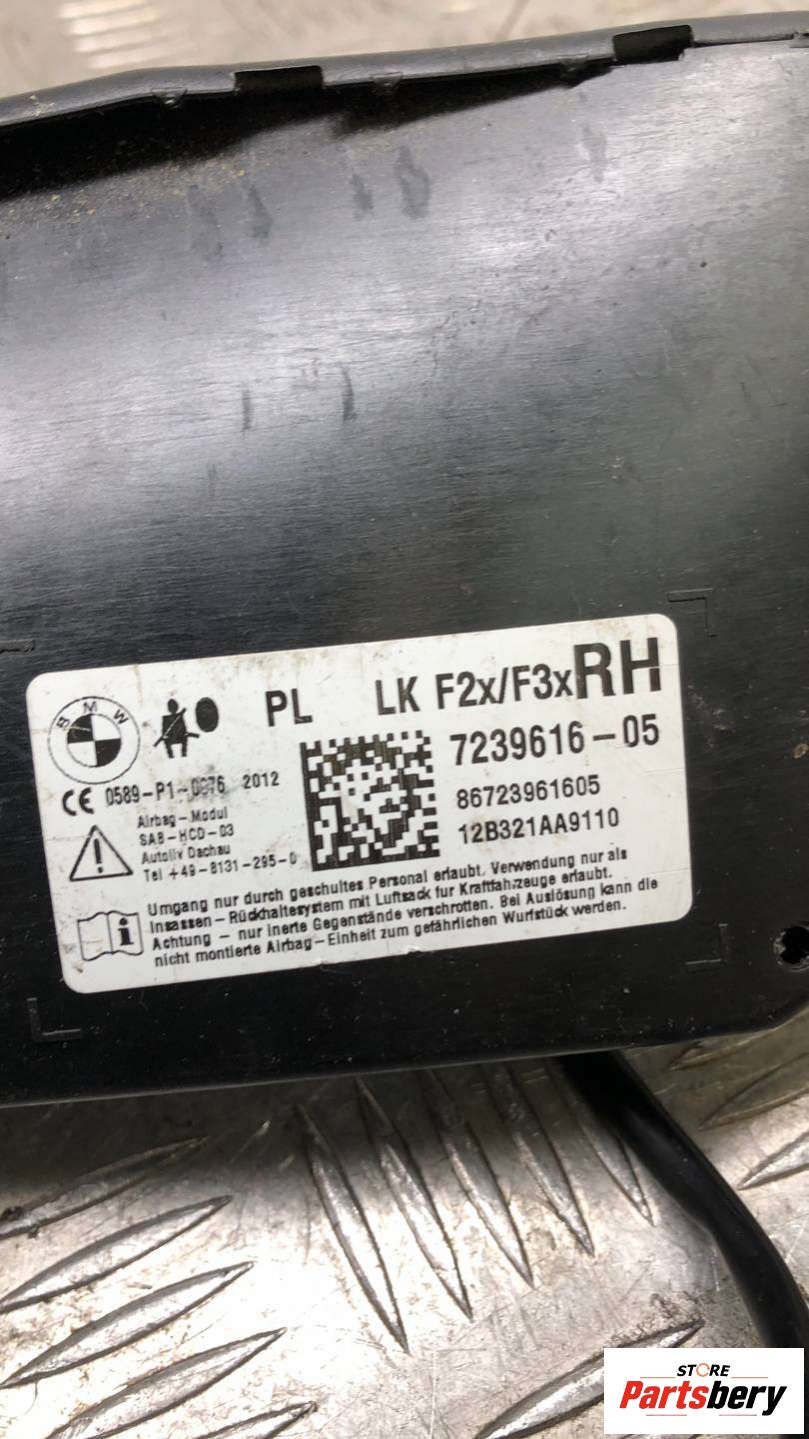 BMW
PL LK F2x/F3x RH
7239616-05
0589-P1- 2012
86723961605
12B321AA9110
Airbag-Modul
SAB-HCD-03
Autoliv Dachau
Tel +49-8131-295-0
Umgang nur durch geschultes Personal erlaubt. Verwendung nur als
Insassen-Rückhaltesystem mit Luftsack für Kraftfahrzeuge erlaubt.
Achtung - nur inerte Gegenstände verschrotten. Bei Auslösung kann die
nicht montierte Airbag-Einheit zum gefährlichen Wurfstück werden.
STORE
Partsbery